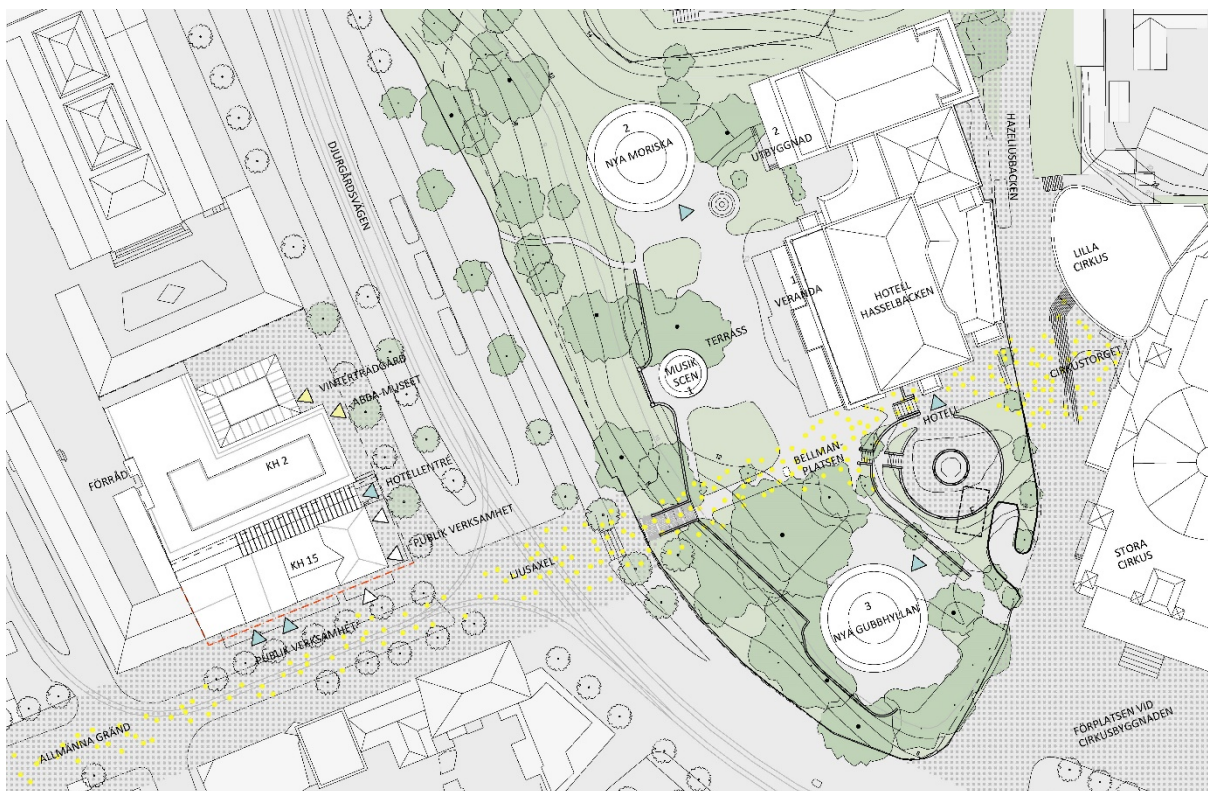 DJURGÅRDSVÄGEN
2
NYA MORISKA
2
UTBYGGNAD
HAZELIUSBACKEN
LILLA
CIRKUS
1
VERANDA
HOTELL
HASSELBACKEN
TERRASS
MUSIK
SCEN
1
CIRKUSTORGET
VINTERTRÄDGÅRD
ABBA-MUSEET
HOTELL
BELLMAN-
PLATSEN
FÖRRÅD
KH 2
HOTELLENTRÉ
PUBLIK VERKSAMHET
KH 15
LJUSAXEL
STORA
CIRKUS
3
NYA GUBBHYLLAN
PUBLIK VERKSAMHET
ALLMÄNNA GRÄND
FÖRPLATSEN VID
CIRKUSBYGGNADEN